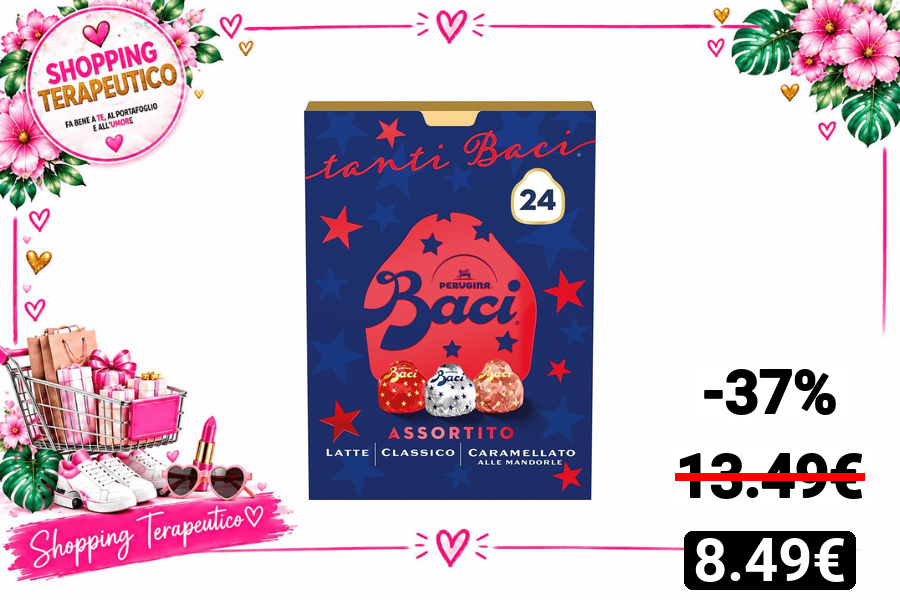 SHOPPING
TERAPEUTICO
FA BENE A TE, AL PORTAFOGLIO
E ALL'UMORE
tanti Baci
24
PERUGINA
Baci
Baci
Baci
Baci
ASSORTITO
LATTE | CLASSICO | CARAMELLATO
ALLE MANDORLE
-37%
13.49€
8.49€
Shopping Terapeutico